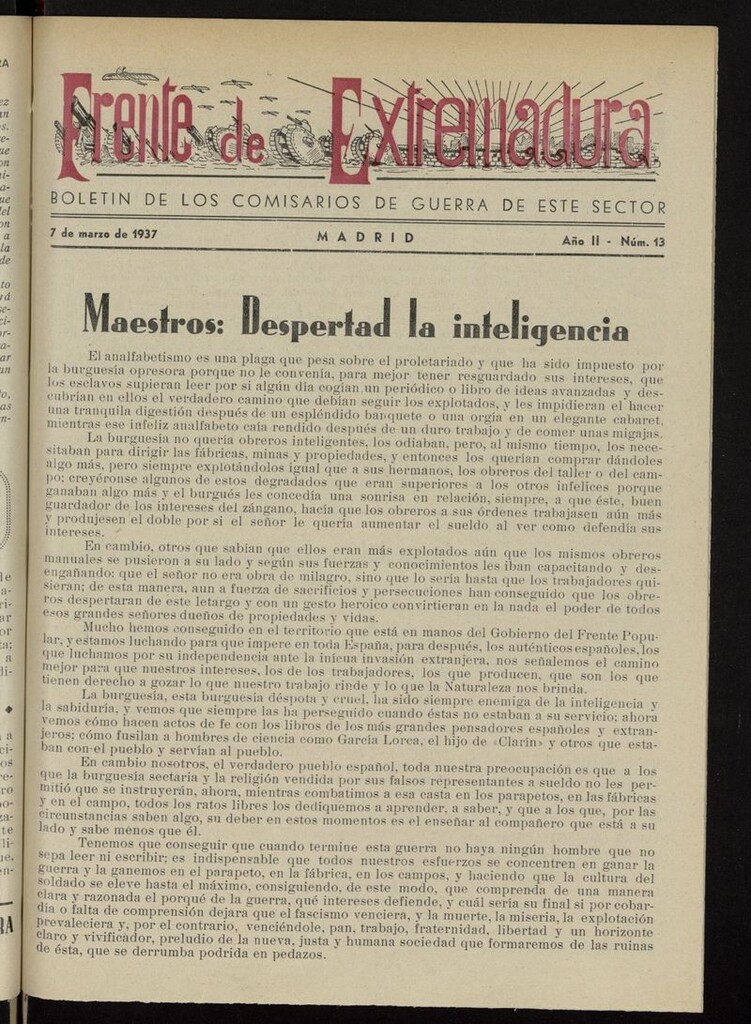 Frente de Extremadura
BOLETIN DE LOS COMISARIOS DE GUERRA DE ESTE SECTOR
7 de marzo de 1937 MADRID Año II - Núm. 13
Maestros: Despertad la inteligencia
El analfabetismo es una plaga que pesa sobre el proletariado y que ha sido impuesto por
la burguesía opresora porque no le convenía, para mejor tener resguardado sus intereses, que
los esclavos supieran leer por si algún día cogían un periódico o libro de ideas avanzadas y des-
cubrían en ellos el verdadero camino que debían seguir los explotados, y les impidieran el hacer
una tranquila digestión después de un espléndido banquete o una orgía en un elegante cabaret,
mientras ese infeliz analfabeto caía rendido después de un duro trabajo y de comer unas migajas.
La burguesía no quería obreros inteligentes, los odiaban, pero, al mismo tiempo, los nece-
sitaban para dirigir las fábricas, minas y propiedades, y entonces los querían comprar dándoles
algo más, pero siempre explotándolos igual que a sus hermanos, los obreros del taller o del cam-
po; creyéronse algunos de estos degradados que eran superiores a los otros infelices porque
ganaban algo más y el burgués les concedía una sonrisa en relación, siempre, a que éste, buen
guardador de los intereses del zángano, hacía que los obreros a sus órdenes trabajasen aún más
y produjesen el doble por si el señor le quería aumentar el sueldo al ver como defendía sus
intereses.
En cambio, otros que sabían que ellos eran más explotados aún que los mismos obreros
manuales se pusieron a su lado y según sus fuerzas y conocimientos les iban capacitando y des-
engañando: que el señor no era obra de milagro, sino que lo sería hasta que los trabajadores qui-
sieran; de esta manera, aun a fuerza de sacrificios y persecuciones han conseguido que los obre-
ros despertaran de este letargo y con un gesto heroico convirtieran en la nada el poder de todos
esos grandes señores dueños de propiedades y vidas.
Mucho hemos conseguido en el territorio que está en manos del Gobierno del Frente Popu-
lar, y estamos luchando para que impere en toda España, para después, los auténticos españoles, los
que luchamos por su independencia ante la inicua invasión extranjera, nos señalemos el camino
mejor para que nuestros intereses, los de los trabajadores, los que producen, que son los que
tienen derecho a gozar lo que nuestro trabajo rinde y lo que la Naturaleza nos brinda.
La burguesía, esta burguesía déspota y cruel, ha sido siempre enemiga de la inteligencia y
la sabiduría, y vemos que siempre las ha perseguido cuando éstas no estaban a su servicio; ahora
vemos cómo hacen actos de fe con los libros de los más grandes pensadores españoles y extran-
jeros; cómo fusilan a hombres de ciencia como García Lorca, el hijo de «Clarín» y otros que esta-
ban con el pueblo y servían al pueblo.
En cambio nosotros, el verdadero pueblo español, toda nuestra preocupación es que a los
que la burguesía sectaria y la religión vendida por sus falsos representantes a sueldo no les per-
mitió que se instruyerán, ahora, mientras combatimos a esa casta en los parapetos, en las fábricas
y en el campo, todos los ratos libres los dediquemos a aprender, a saber, y que a los que, por las
circunstancias saben algo, su deber en estos momentos es el enseñar al compañero que está a su
lado y sabe menos que él.
Tenemos que conseguir que cuando termine esta guerra no haya ningún hombre que no
sepa leer ni escribir; es indispensable que todos nuestros esfuerzos se concentren en ganar la
guerra y la ganemos en el parapeto, en la fábrica, en los campos, y haciendo que la cultura del
soldado se eleve hasta el máximo, consiguiendo, de este modo, que comprenda de una manera
clara y razonada el porqué de la guerra, qué intereses defiende, y cuál sería su final si por cobar-
día o falta de comprensión dejara que el fascismo venciera, y la muerte, la miseria, la explotación
prevaleciera y, por el contrario, venciéndole, pan, trabajo, fraternidad, libertad y un horizonte
claro y vivificador, preludio de la nueva, justa y humana sociedad que formaremos de las ruinas
de ésta, que se derrumba podrida en pedazos.